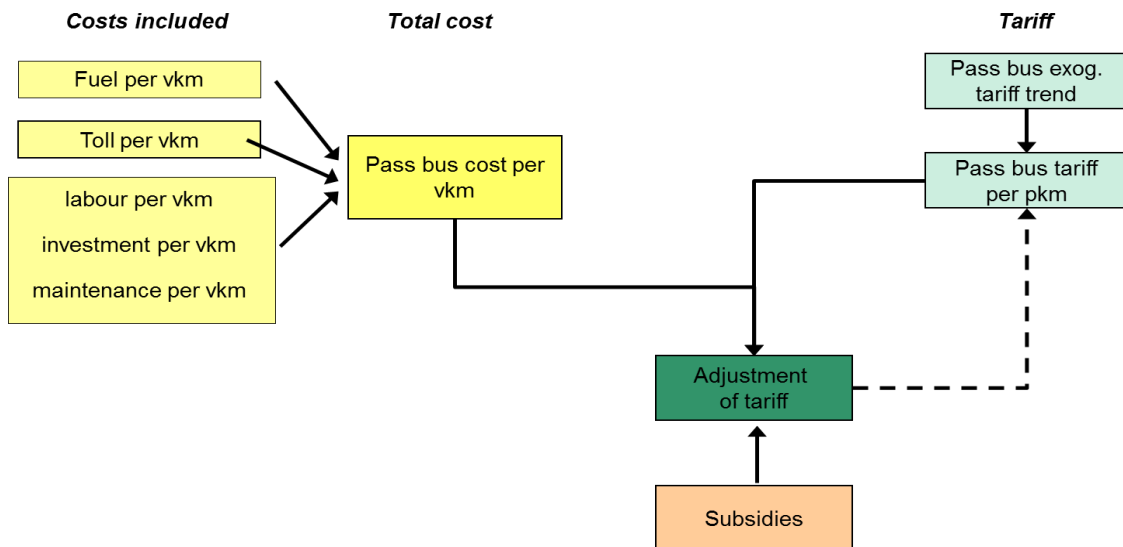 Costs included
Total cost
Tariff
Fuel per vkm
Toll per vkm
labour per vkm
investment per vkm
maintenance per vkm
Pass bus cost per
vkm
Pass bus exog.
tariff trend
Pass bus tariff
per pkm
Adjustment
of tariff
Subsidies